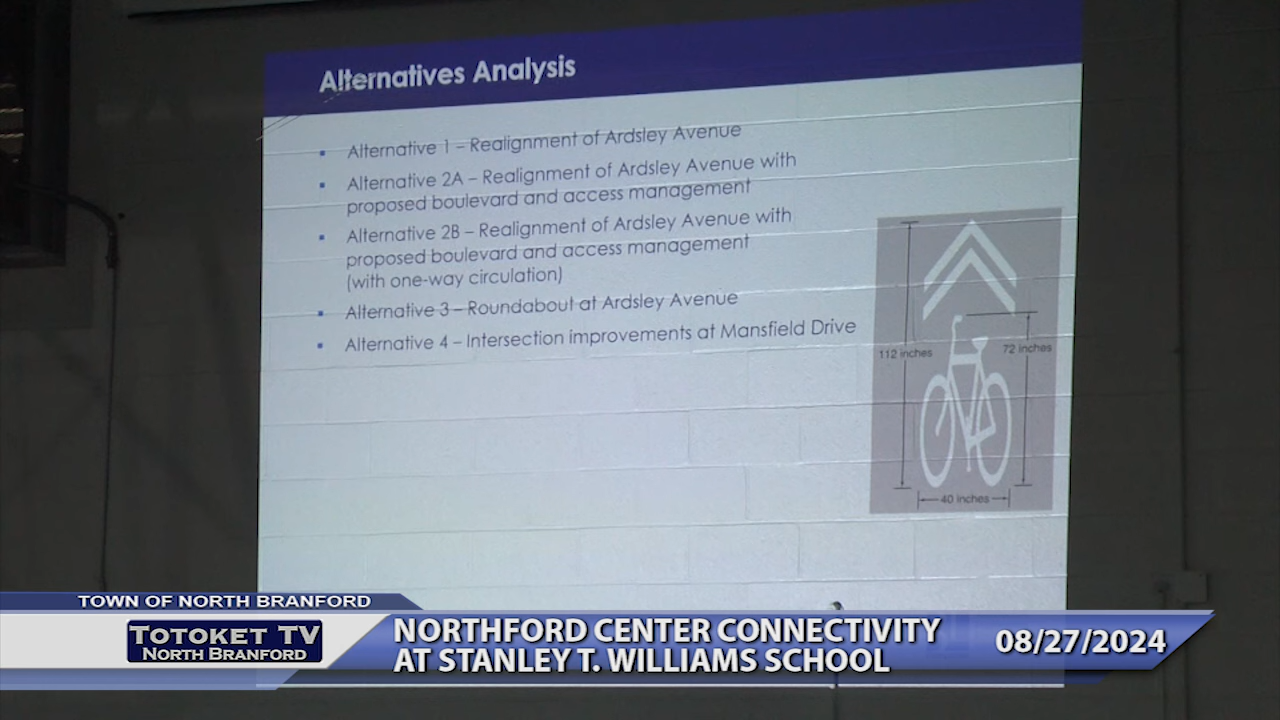 Alternatives Analysis
Alternative 1 – Realignment of Ardsley Avenue
Alternative 2A – Realignment of Ardsley Avenue with
proposed boulevard and access management
Alternative 2B – Realignment of Ardsley Avenue with
proposed boulevard and access management
(with one-way circulation)
Alternative 3 – Roundabout at Ardsley Avenue
Alternative 4 – Intersection improvements at Mansfield Drive
112 inches
72 inches
40 inches
TOWN OF NORTH BRANFORD
TOTOKET TV
NORTH BRANFORD
NORTHFORD CENTER CONNECTIVITY
AT STANLEY T. WILLIAMS SCHOOL
08/27/2024